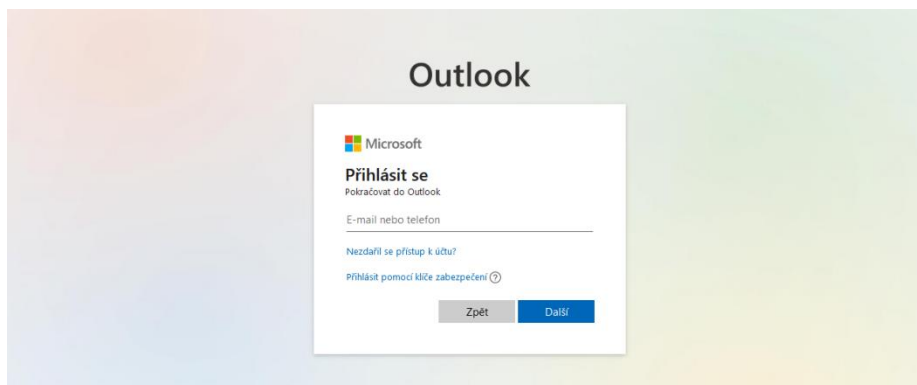 Outlook
Microsoft
Přihlásit se
Pokračovat do Outlook
E-mail nebo telefon
Nezdařil se přístup k účtu?
Přihlásit pomocí klíče zabezpečení ?
Zpět
Další